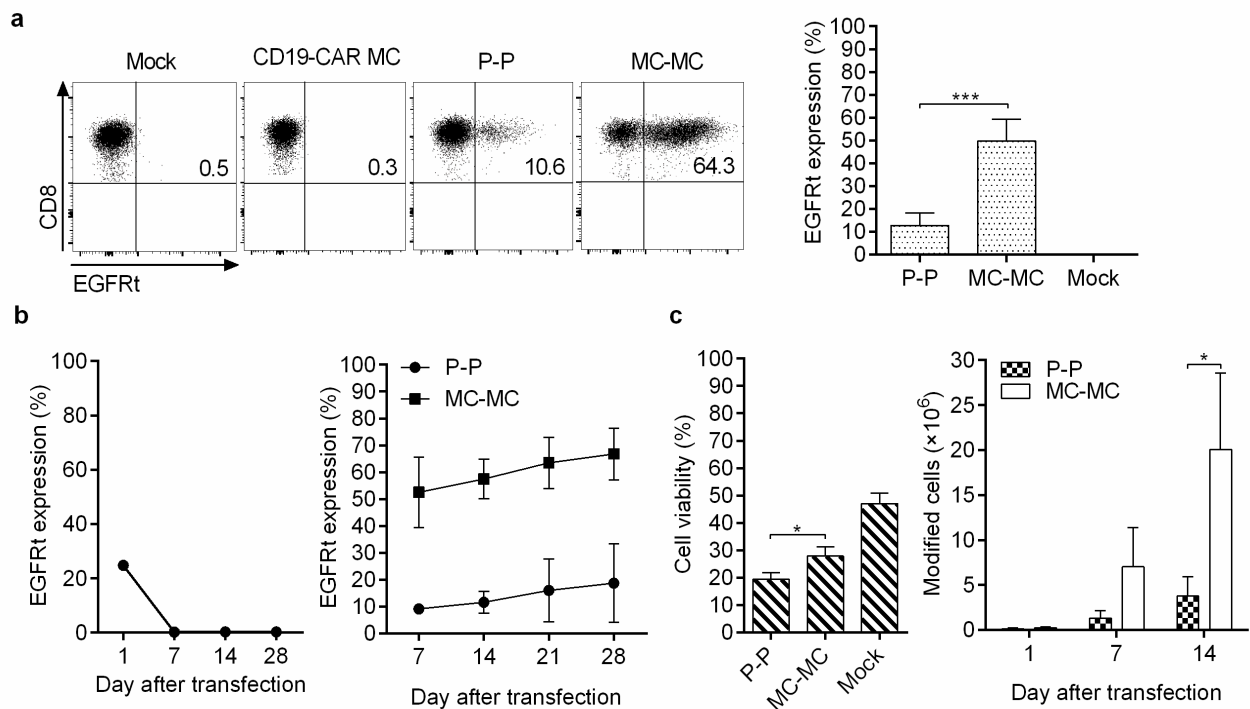 a
Mock
CD19-CAR MC
P-P
MC-MC
0.5
0.3
10.6
64.3
CD8
EGFRt
EGFRt expression (%)
100
90
80
70
60
50
40
30
20
10
0
***
P-P
MC-MC
Mock
b
EGFRt expression (%)
100
80
60
40
20
0
1
7
14
28
Day after transfection
EGFRt expression (%)
100
90
80
70
60
50
40
30
20
10
0
P-P
MC-MC
7
14
21
28
Day after transfection
c
Cell viability (%)
100
90
80
70
60
50
40
30
20
10
0
*
P-P
MC-MC
Mock
Modified cells (×10⁶)
30
25
20
15
10
5
0
P-P
MC-MC
*
1
7
14
Day after transfection